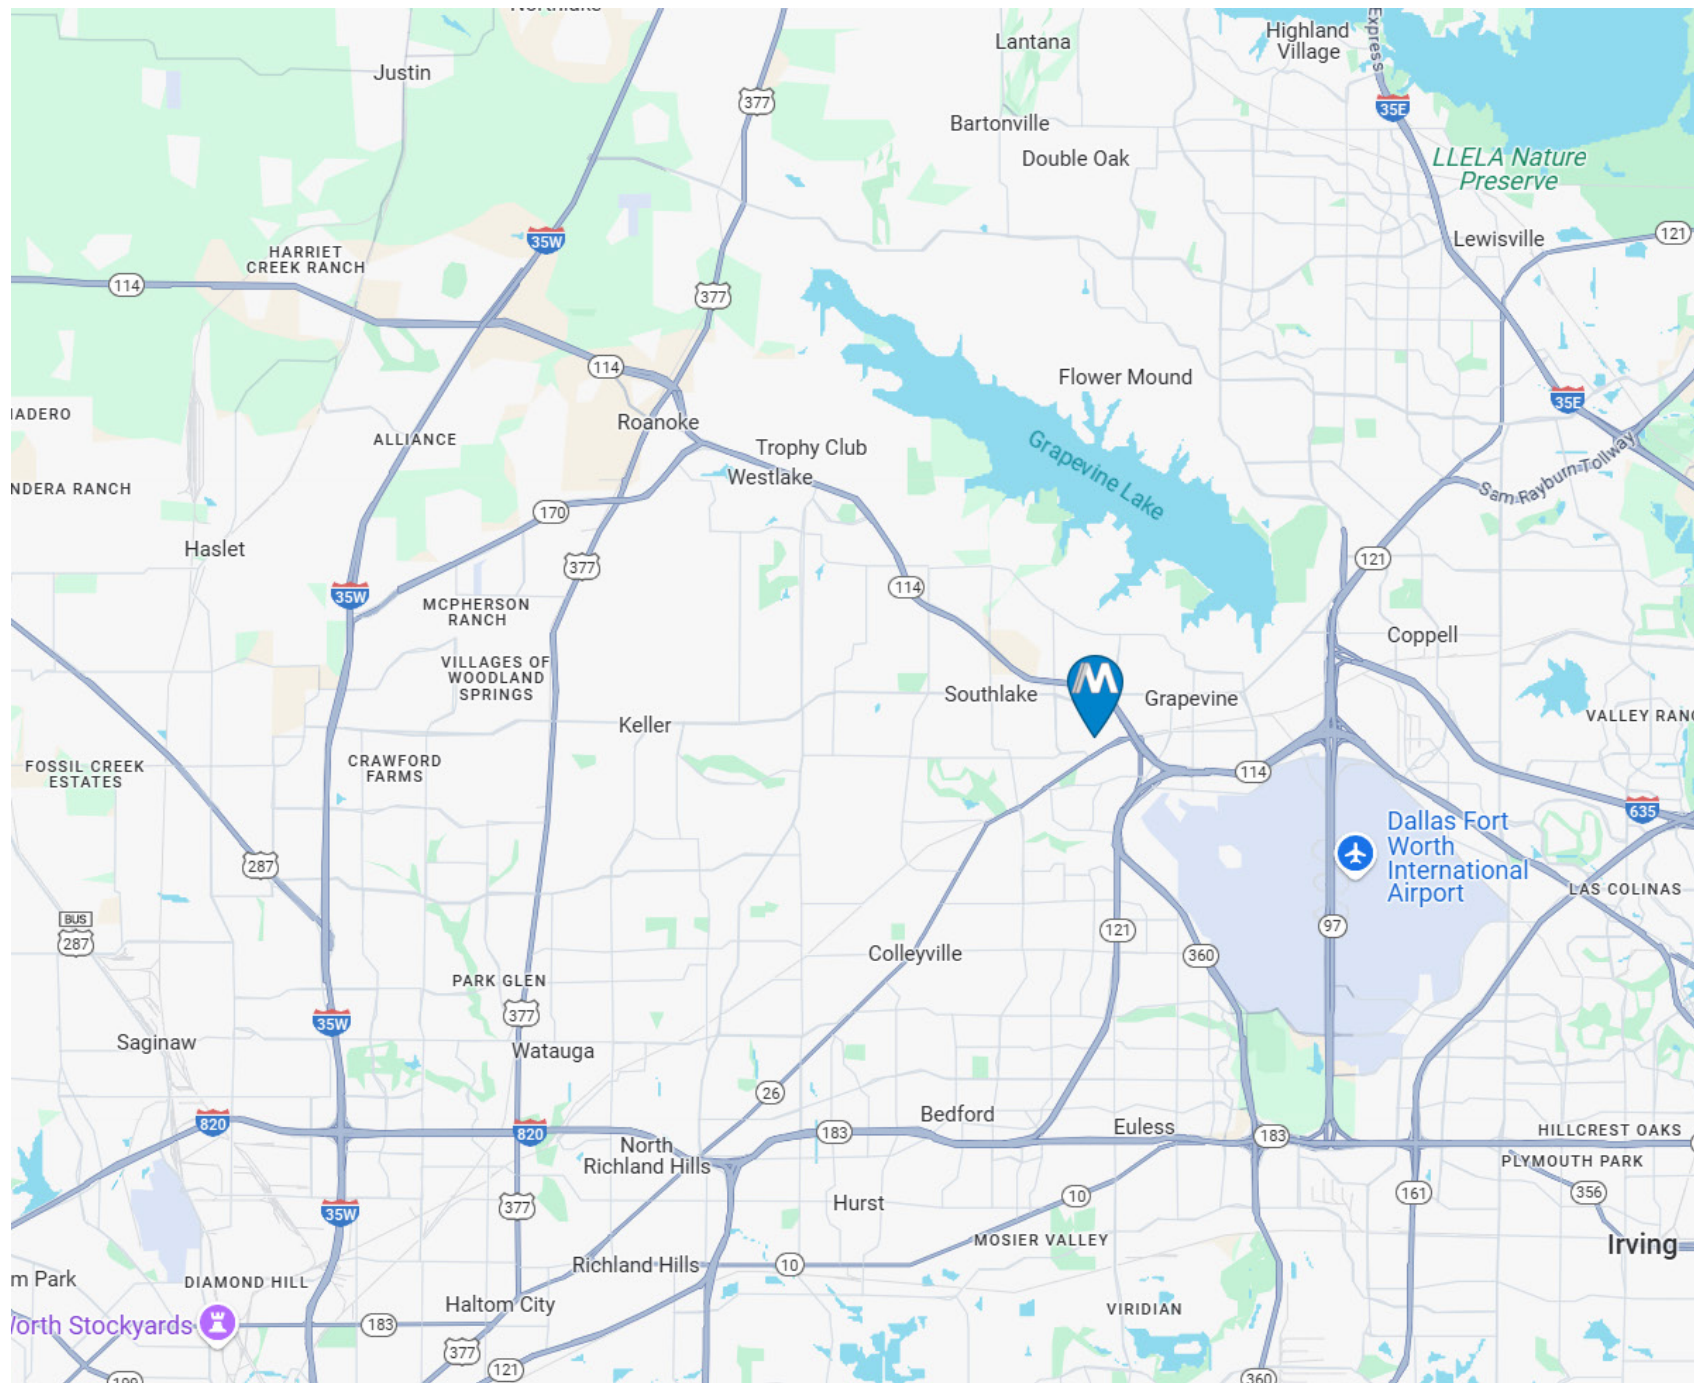 Northlake
Justin
Lantana
Highland
Village
Express
377
35E
Bartonville
Double Oak
LLELA Nature
Preserve
35W
HARRIET
CREEK RANCH
Lewisville
121
114
377
114
Flower Mound
35E
Roanoke
ALLIANCE
Trophy Club
Westlake
Grapevine Lake
Sam Rayburn Tollway
NDERA RANCH
170
Haslet
377
121
35W
114
MCPHERSON
RANCH
Coppell
VILLAGES OF
WOODLAND
SPRINGS
M
Southlake
Grapevine
VALLEY RANC
Keller
FOSSIL CREEK
ESTATES
CRAWFORD
FARMS
114
635
Dallas Fort
Worth
International
Airport
287
LAS COLINAS
BUS
287
121
97
Colleyville
360
PARK GLEN
377
35W
Saginaw
Watauga
26
820
820
183
Bedford
Euless
183
HILLCREST OAKS
North
Richland Hills
PLYMOUTH PARK
377
35W
Hurst
10
161
356
MOSIER VALLEY
Irving
Richland Hills
10
m Park
DIAMOND HILL
Haltom City
VIRIDIAN
orth Stockyards
183
377
121
360